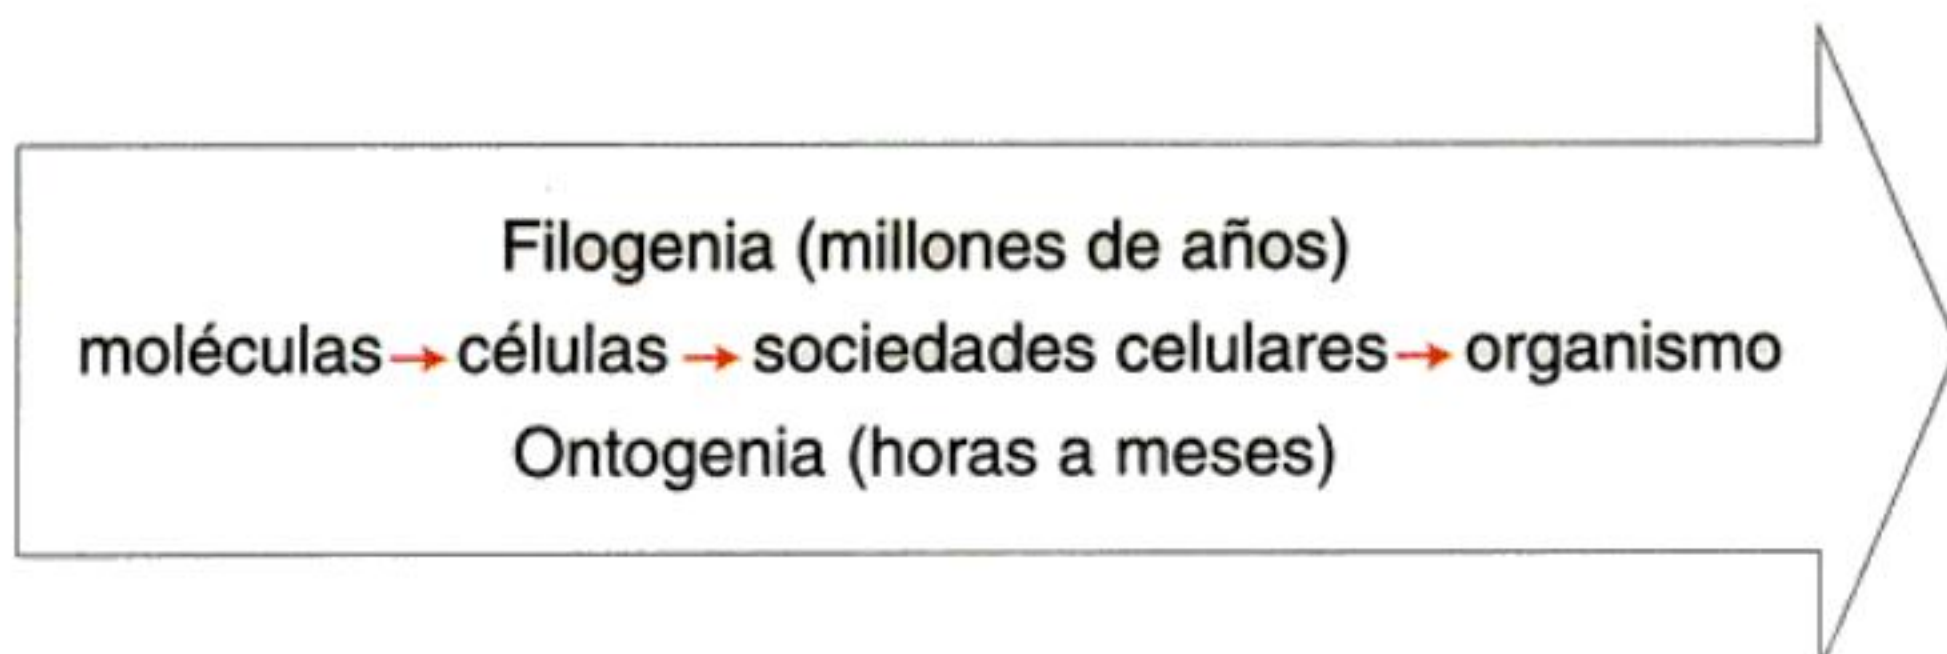 Filogenia (millones de años)
moléculas → células → sociedades celulares → organismo
Ontogenia (horas a meses)